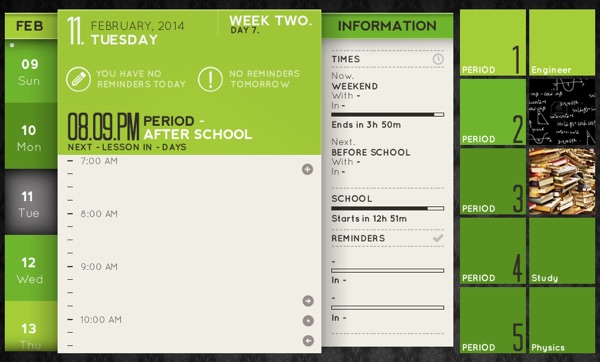 FEB
09
Sun
10
Mon
11
Tue
12
Wed
13
Thu
11. FEBRUARY, 2014
TUESDAY
WEEK TWO.
DAY 7.
YOU HAVE NO
REMINDERS TODAY
NO REMINDERS
TOMORROW
08.09.PM PERIOD -
AFTER SCHOOL
NEXT - LESSON IN - DAYS
7:00 AM
8:00 AM
9:00 AM
10:00 AM
INFORMATION
TIMES
Now.
WEEKEND
With -
In -
Ends in 3h 50m
Next.
BEFORE SCHOOL
With -
In -
SCHOOL
Starts in 12h 51m
REMINDERS
-
In -
-
In -
PERIOD 1
Engineer
PERIOD 2
PERIOD 3
PERIOD 4
Study
PERIOD 5
Physics